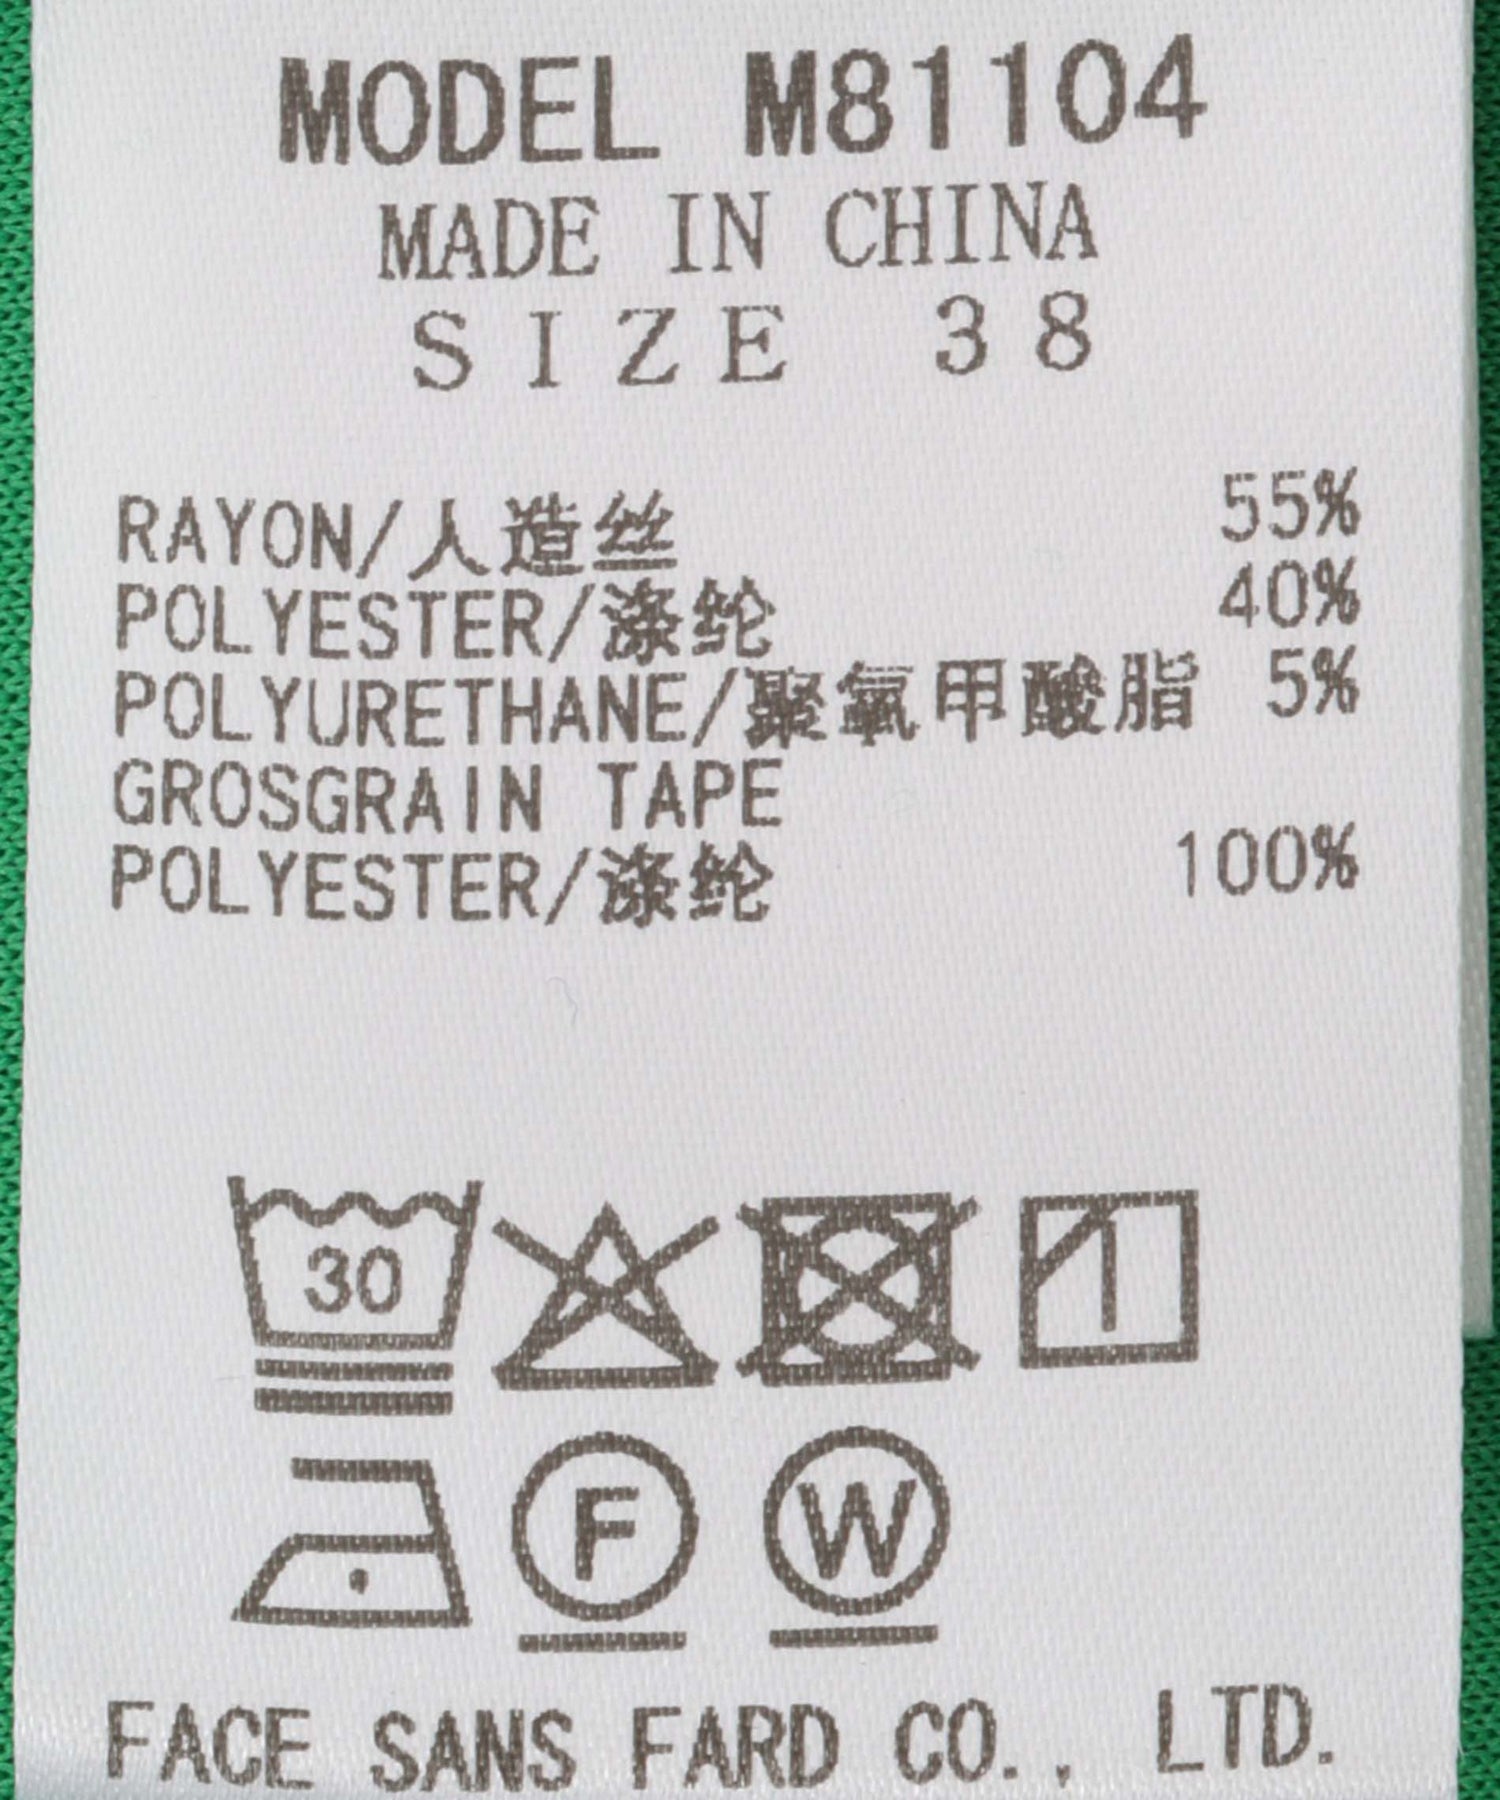 MODEL M81104
MADE IN CHINA
SIZE 38
RAYON/人造丝 55%
POLYESTER/涤纶 40%
POLYURETHANE/聚氨甲酸脂 5%
GROSGRAIN TAPE
POLYESTER/涤纶 100%
30
F W
FACE SANS FARD CO., LTD.